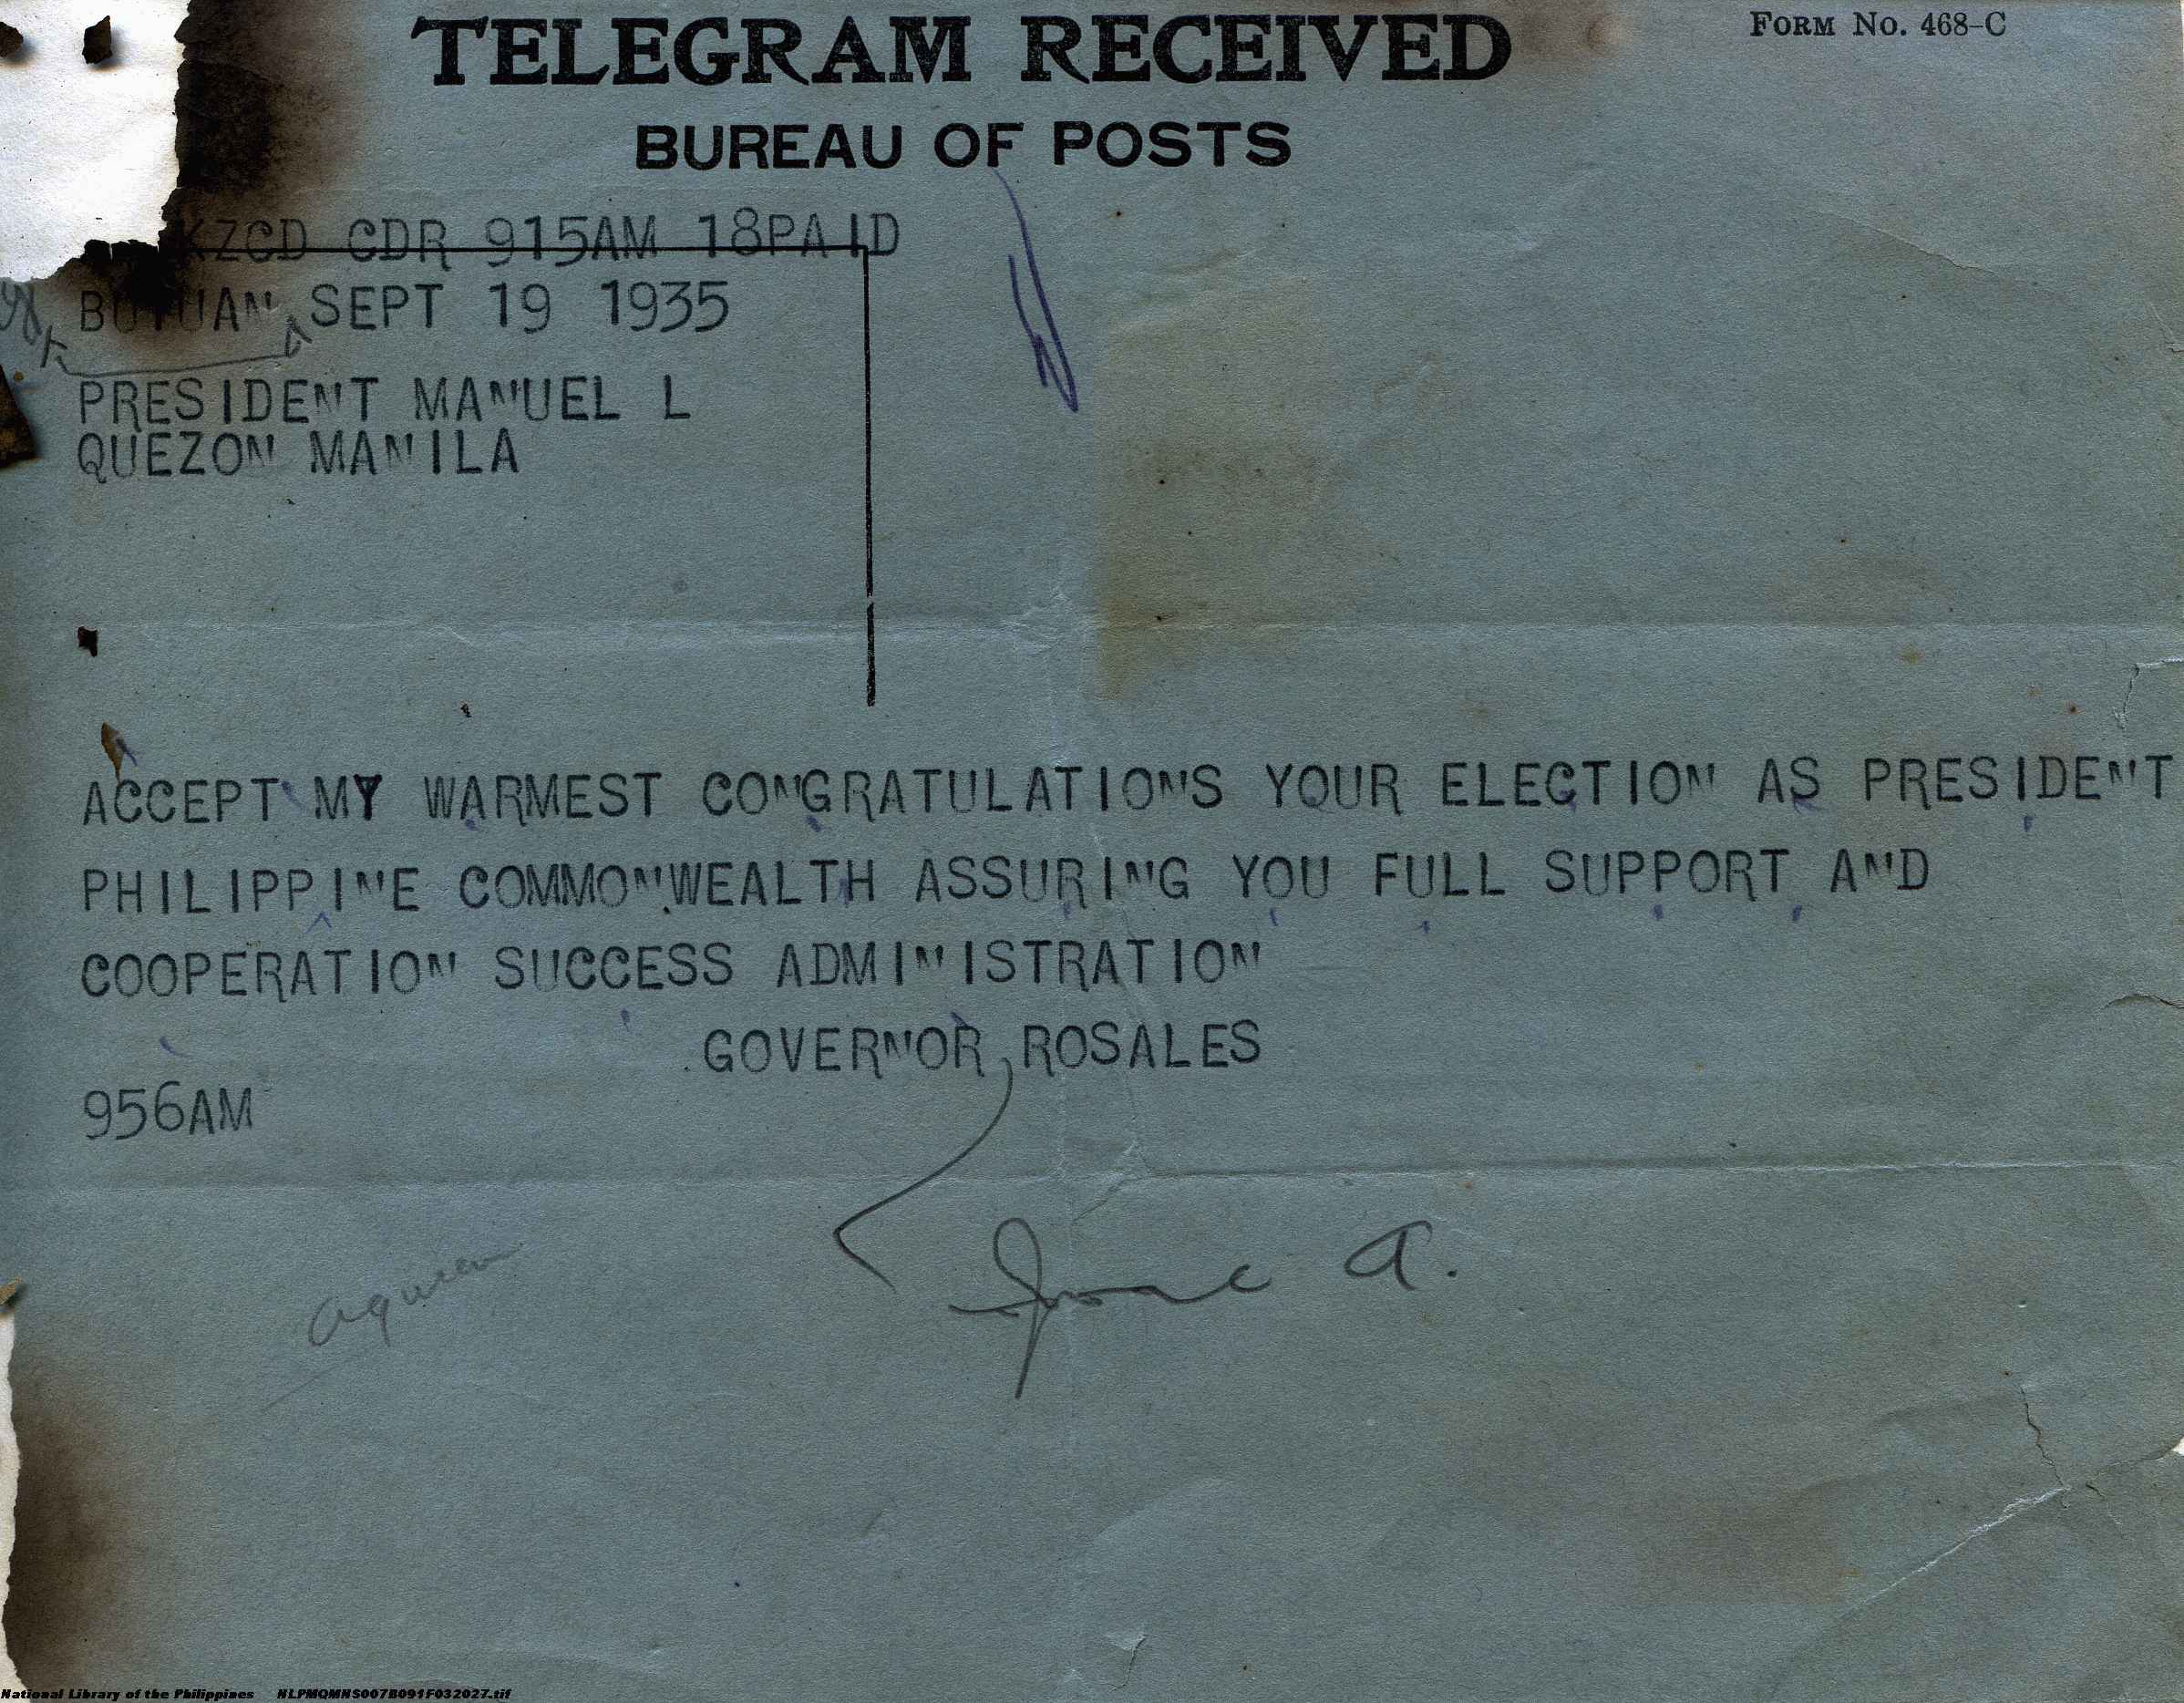 FORM No. 468-C
TELEGRAM RECEIVED
BUREAU OF POSTS
KZCD CDR 915AM 18PAID
BUTUAN SEPT 19 1935
PRESIDENT MANUEL L
QUEZON MANILA
ACCEPT MY WARMEST CONGRATULATIONS YOUR ELECTION AS PRESIDENT
PHILIPPINE COMMONWEALTH ASSURING YOU FULL SUPPORT AND
COOPERATION SUCCESS ADMINISTRATION
GOVERNOR ROSALES
956AM
A.
National Library of the Philippines NLPMQMNS007B091F032027.tif